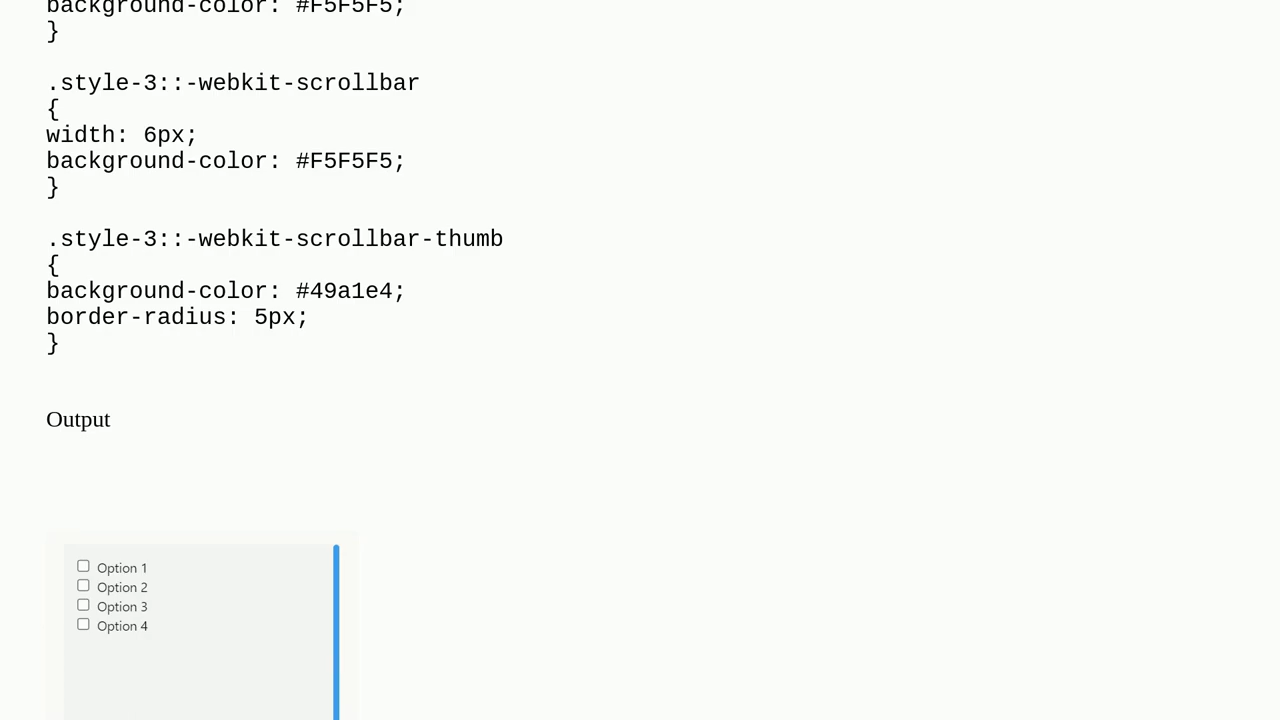 background-color: #F5F5F5;
}
.style-3::-webkit-scrollbar
{
width: 6px;
background-color: #F5F5F5;
}
.style-3::-webkit-scrollbar-thumb
{
background-color: #49a1e4;
border-radius: 5px;
}
Output
Option 1
Option 2
Option 3
Option 4